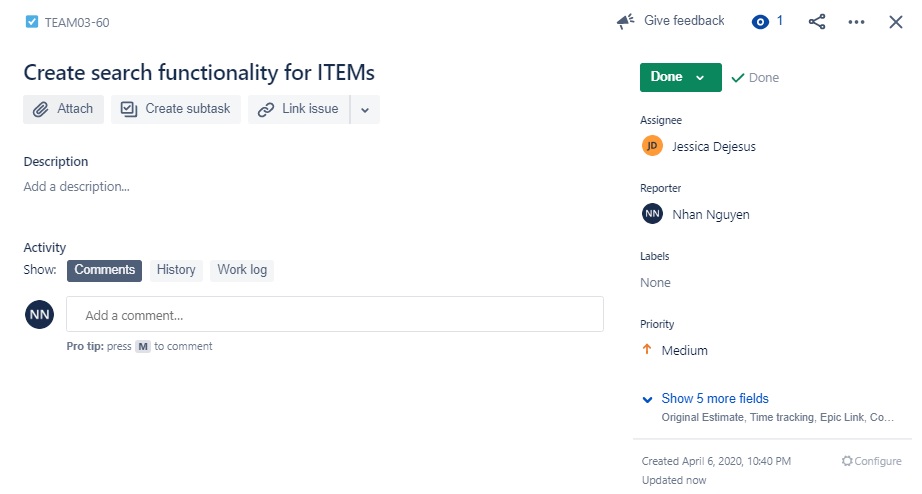 TEAM03-60
Give feedback
1
Create search functionality for ITEMs
Attach
Create subtask
Link issue
Description
Add a description...
Activity
Show:
Comments
History
Work log
NN
Add a comment...
Pro tip: press M to comment
Done
Done
Assignee
JD
Jessica Dejesus
Reporter
NN
Nhan Nguyen
Labels
None
Priority
Medium
Show 5 more fields
Original Estimate, Time tracking, Epic Link, Co...
Created April 6, 2020, 10:40 PM
Configure
Updated now